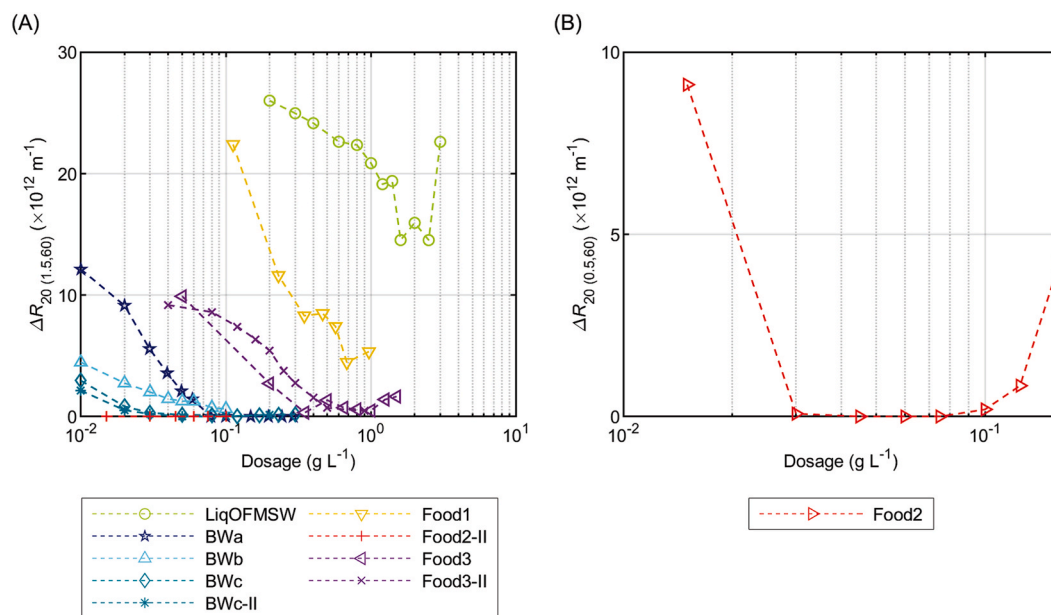 (A)
30
20
10
0
ΔR20 (1.5,60) (×10^12 m^-1)
10^-2
10^-1
10^0
10^1
Dosage (g L^-1)
LiqOFMSW
BWa
BWb
BWc
BWc-II
Food1
Food2-II
Food3
Food3-II
(B)
10
5
0
ΔR20 (0.5,60) (×10^12 m^-1)
10^-2
10^-1
Dosage (g L^-1)
Food2